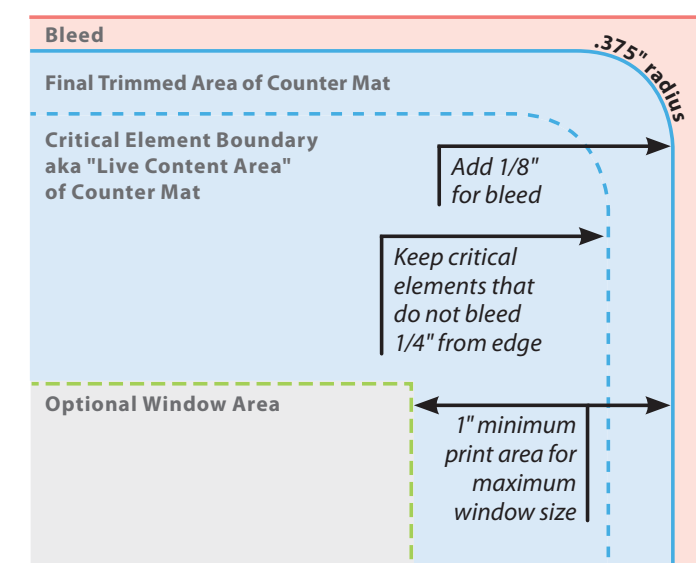 Bleed
.375" radius
Final Trimmed Area of Counter Mat
Critical Element Boundary
aka "Live Content Area"
of Counter Mat
Add 1/8"
for bleed
Keep critical
elements that
do not bleed
1/4" from edge
Optional Window Area
1" minimum
print area for
maximum
window size